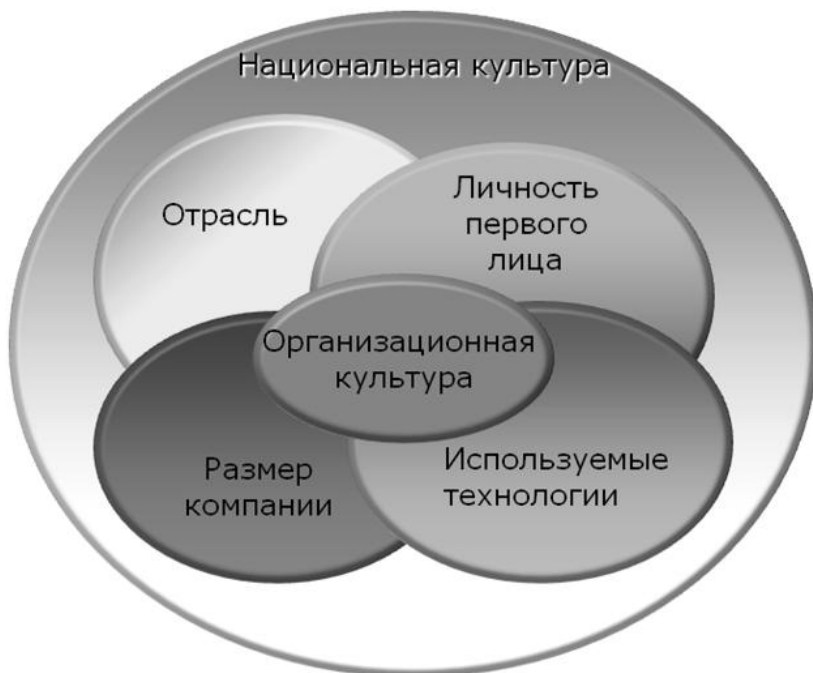 Национальная культура
Отрасль
Личность
первого
лица
Организационная
культура
Размер
компании
Используемые
технологии